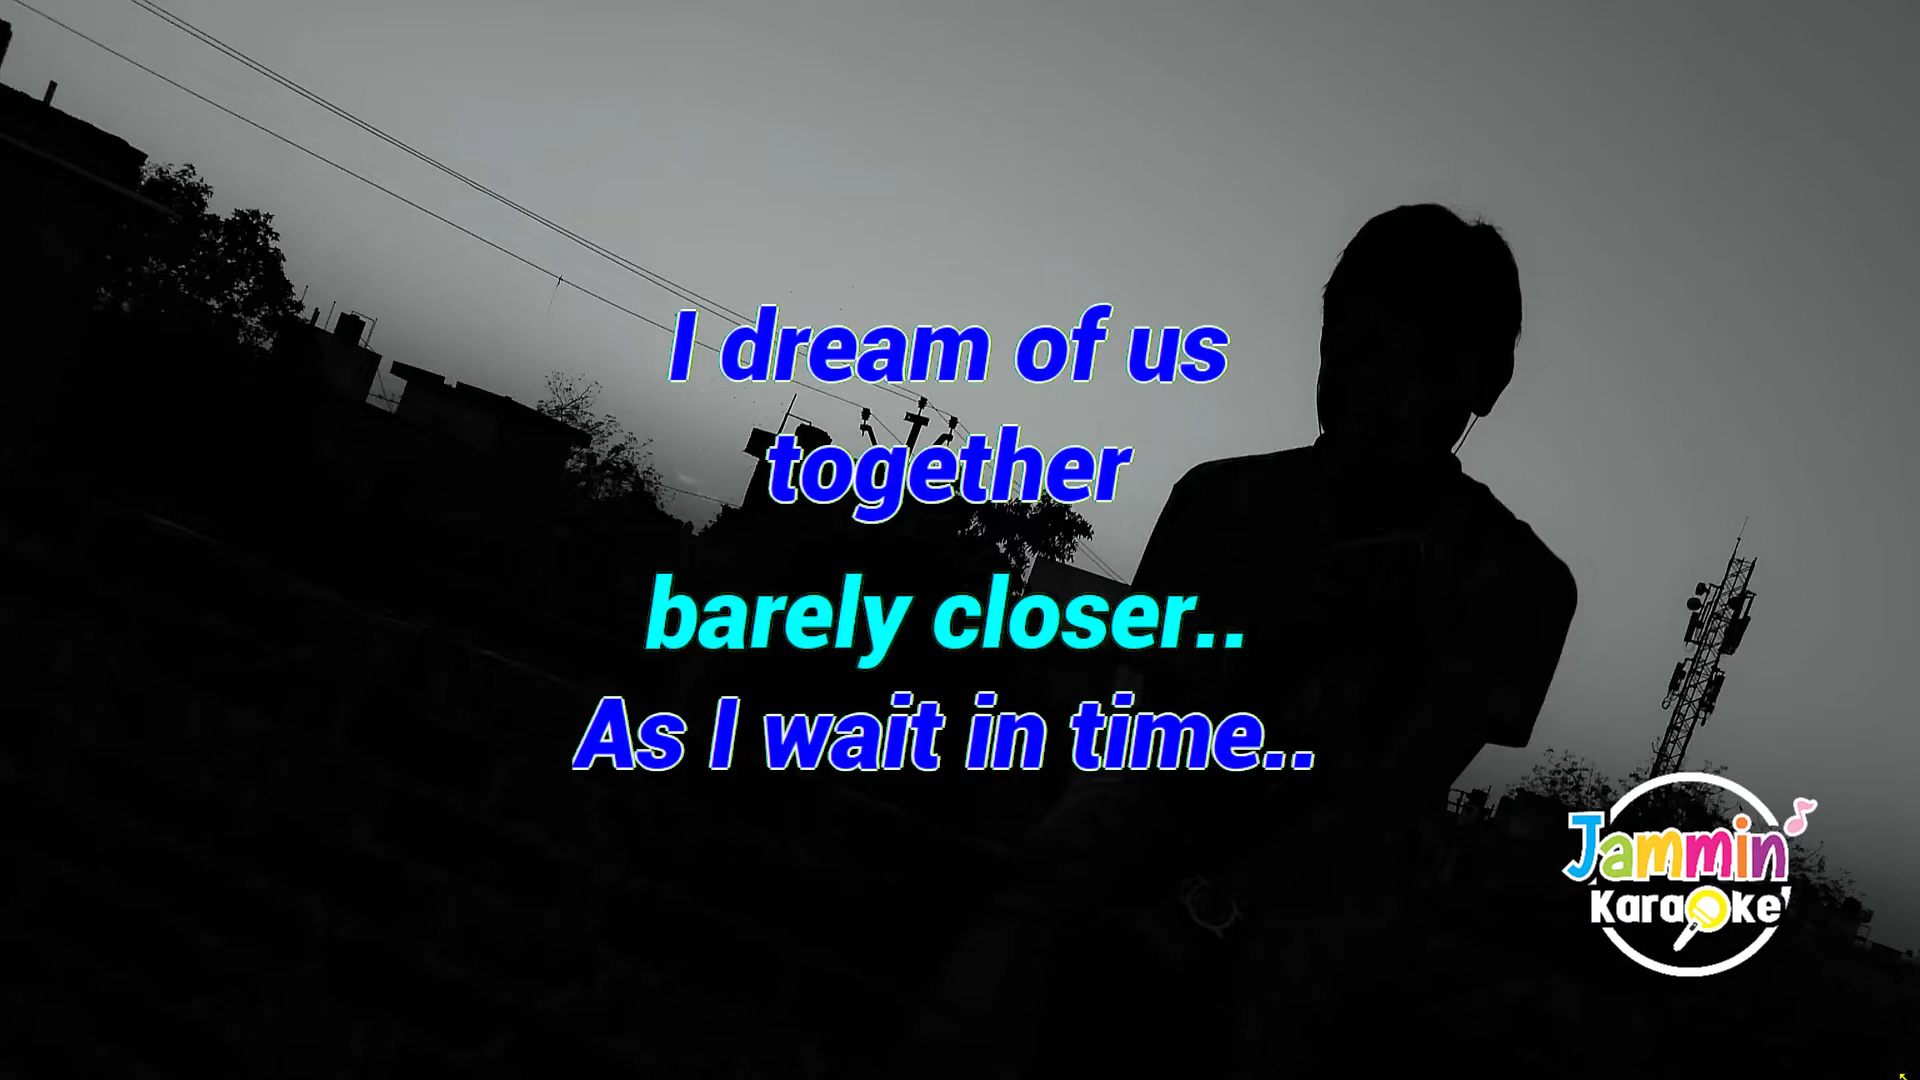 I dream of us
together
barely closer..
As I wait in time..
Jammin'
Karaoke